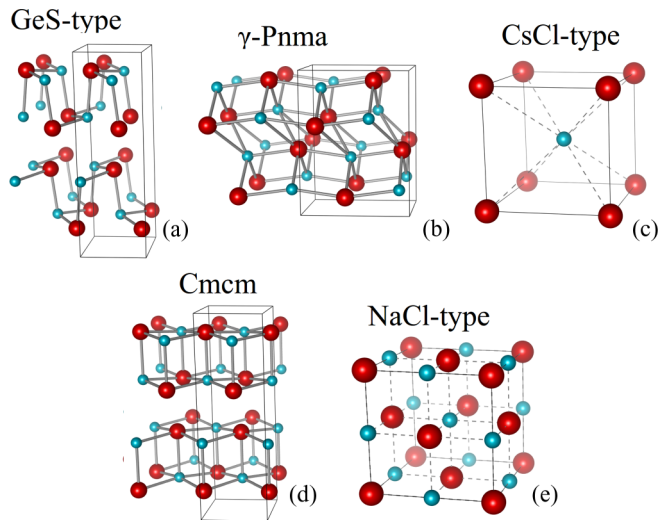 GeS-type
γ-Pnma
CsCl-type
(a)
(b)
(c)
Cmcm
NaCl-type
(d)
(e)